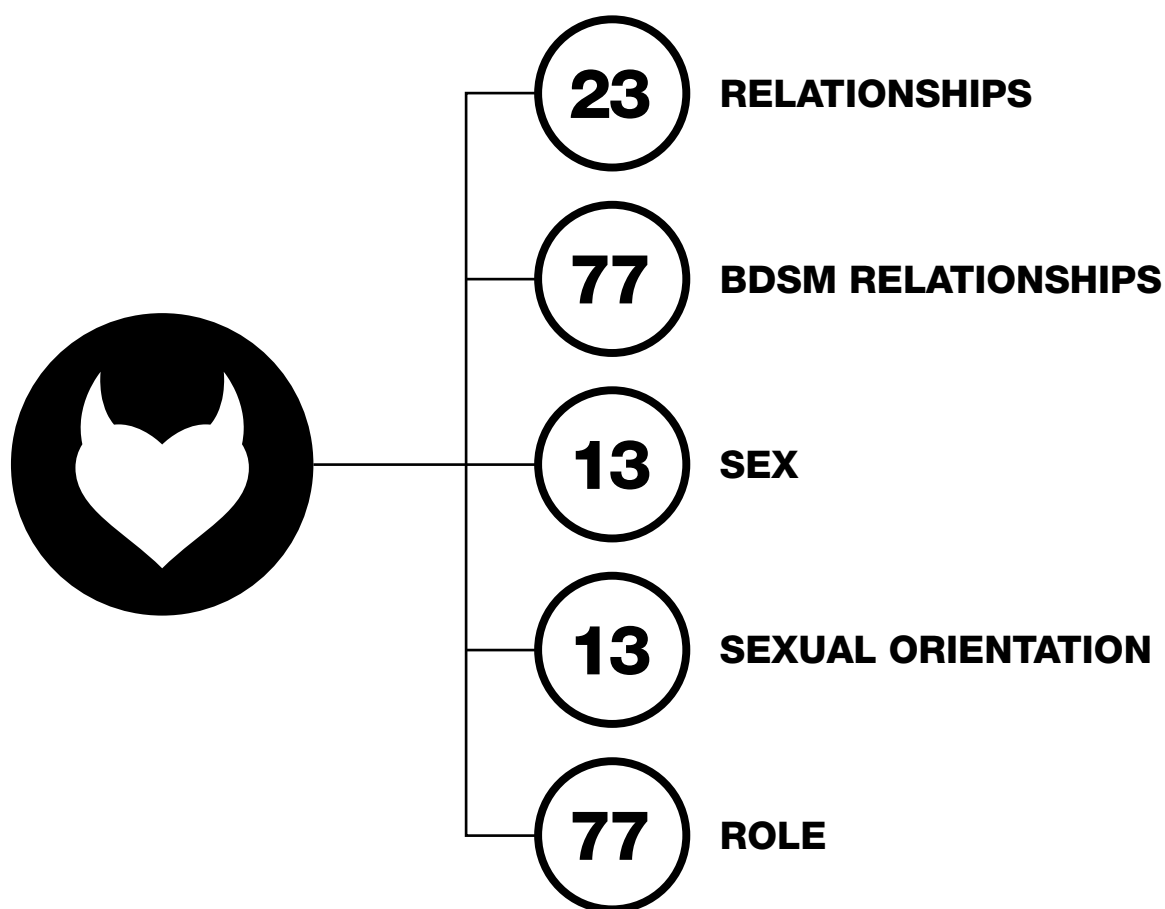 23 RELATIONSHIPS
77 BDSM RELATIONSHIPS
13 SEX
13 SEXUAL ORIENTATION
77 ROLE